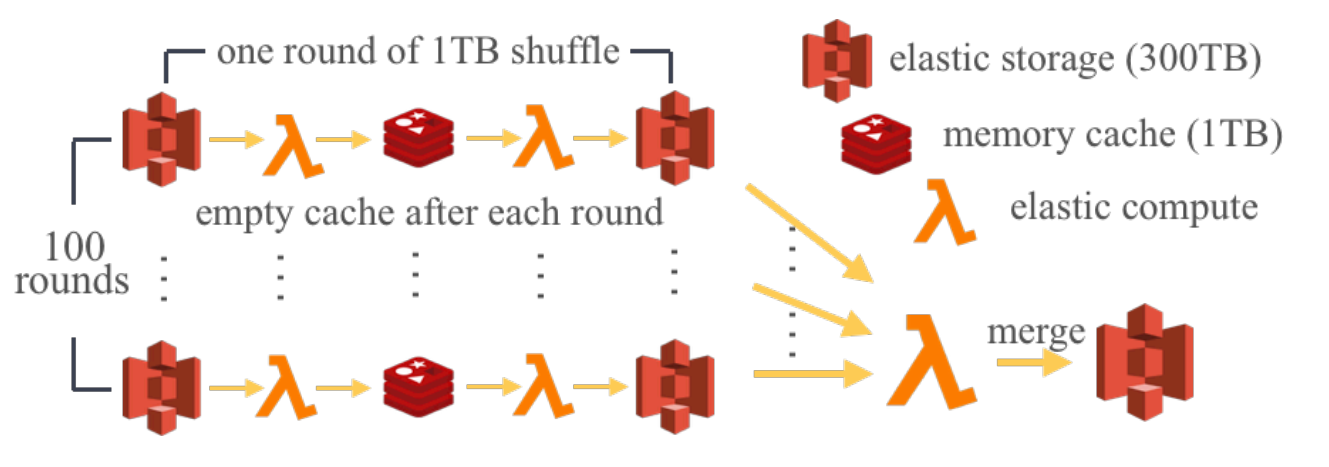 one round of 1TB shuffle
elastic storage (300TB)
memory cache (1TB)
elastic compute
empty cache after each round
100
rounds
merge